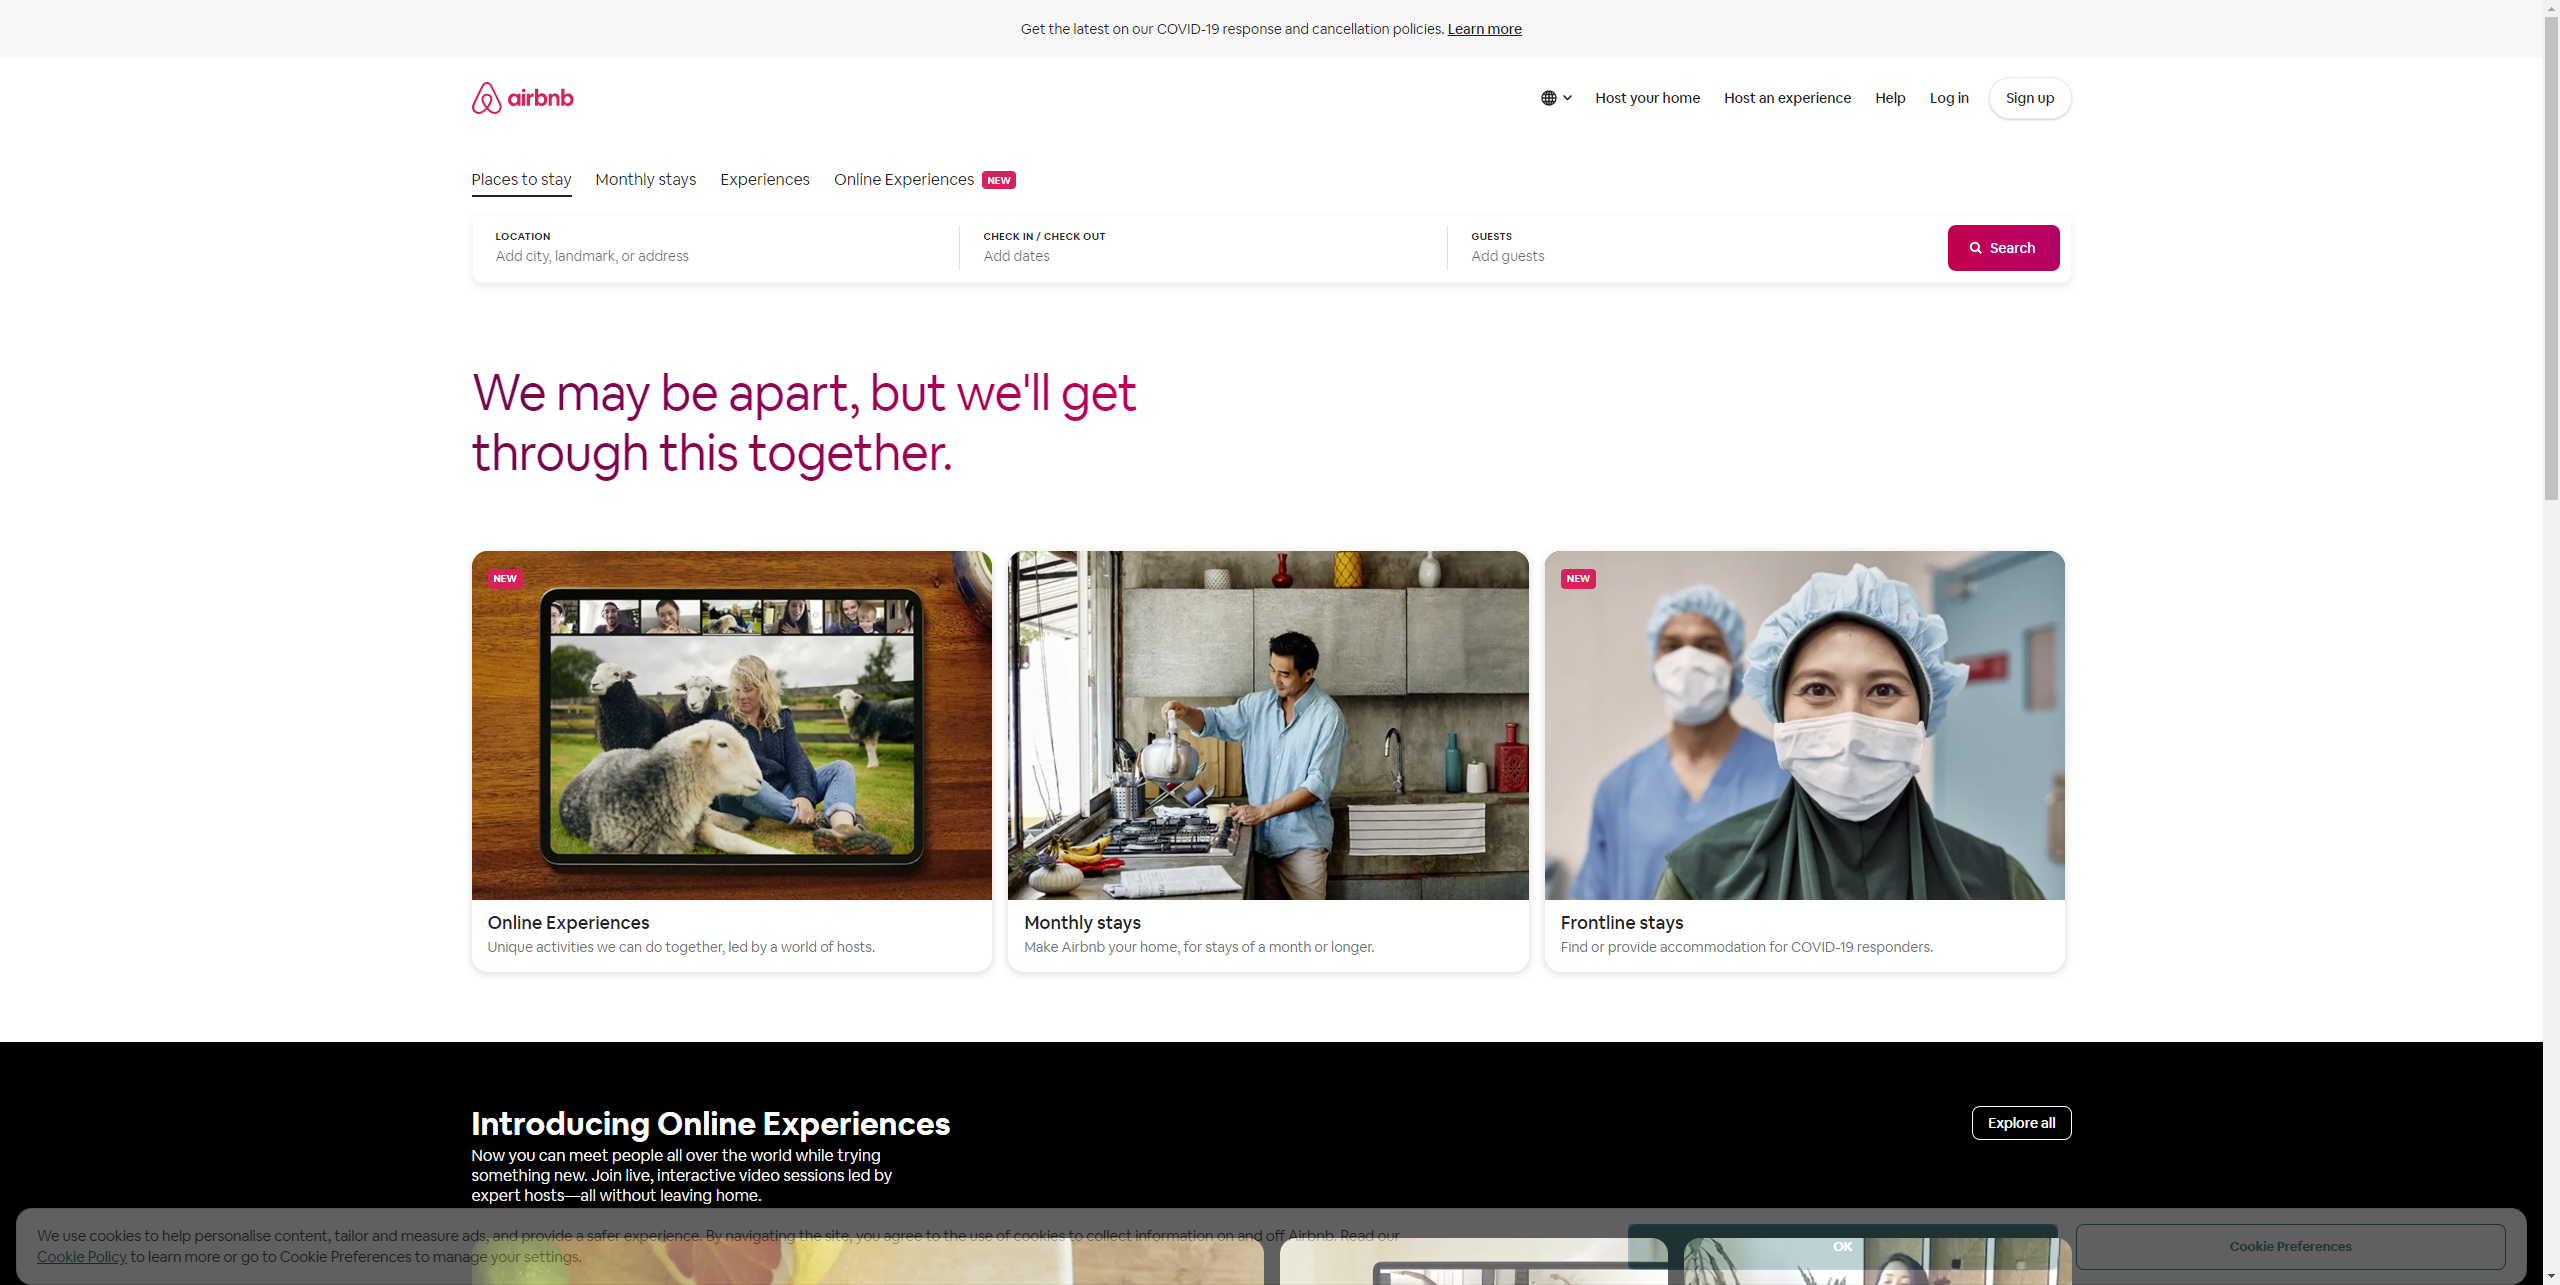 Get the latest on our COVID-19 response and cancellation policies. Learn more
airbnb
Host your home
Host an experience
Help
Log in
Sign up
Places to stay
Monthly stays
Experiences
Online Experiences
NEW
LOCATION
Add city, landmark, or address
CHECK IN / CHECK OUT
Add dates
GUESTS
Add guests
Search
We may be apart, but we'll get
through this together.
NEW
Online Experiences
Unique activities we can do together, led by a world of hosts.
Monthly stays
Make Airbnb your home, for stays of a month or longer.
NEW
Frontline stays
Find or provide accommodation for COVID-19 responders.
Introducing Online Experiences
Explore all
Now you can meet people all over the world while trying
something new. Join live, interactive video sessions led by
expert hosts—all without leaving home.
We use cookies to help personalise content, tailor and measure ads, and provide a safer experience. By navigating the site, you agree to the use of cookies to collect information on and off Airbnb. Read our
Cookie Policy to learn more or go to Cookie Preferences to manage your settings.
OK
Cookie Preferences